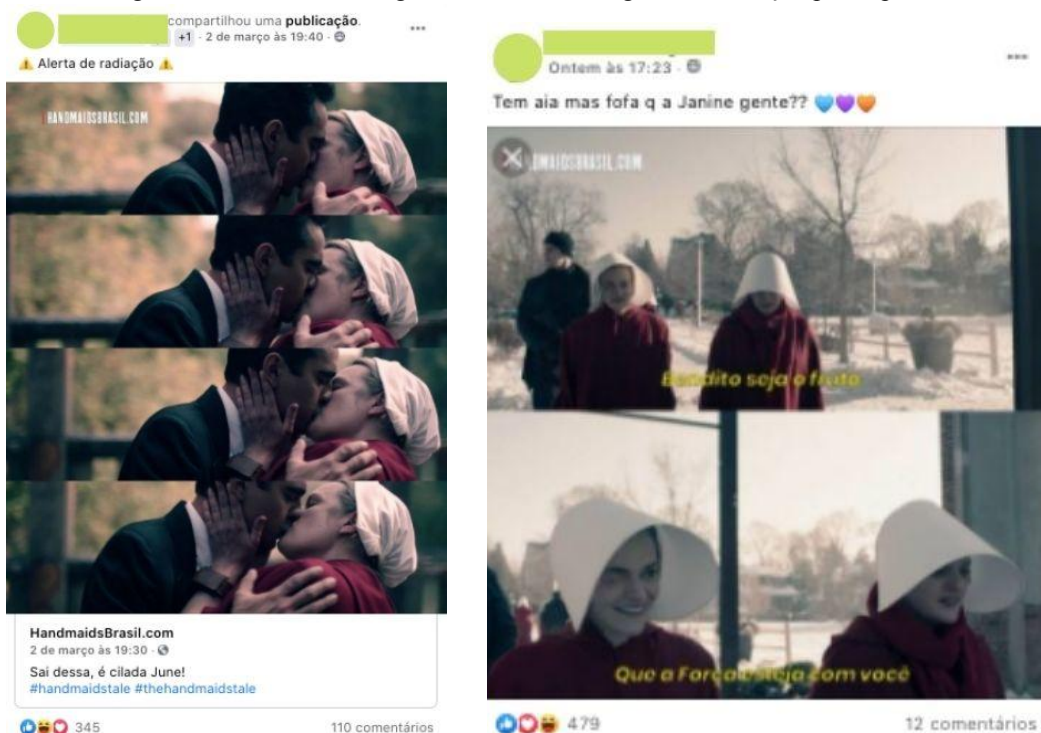 compartilhou uma publicação.
+1 · 2 de março às 19:40 ·
⚠️ Alerta de radiação ⚠️
HANDMAIDSBRASIL.COM
HandmaidsBrasil.com
2 de março às 19:30 ·
Sai dessa, é cilada June!
#handmaidstale #thehandmaidstale
345
110 comentários
Ontem às 17:23 ·
Tem aia mas fofa q a Janine gente?? 💙💜🧡
DMAIDSBRASIL.COM
Bendito seja o fruto
Que a Força esteja com você
479
12 comentários